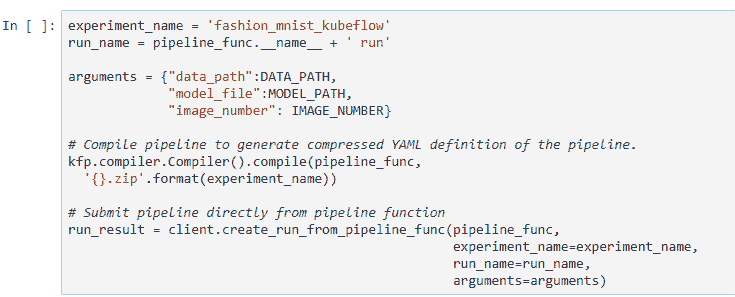 In [ ]: experiment_name = 'fashion_mnist_kubeflow'
run_name = pipeline_func.__name__ + ' run'
arguments = {"data_path":DATA_PATH,
"model_file":MODEL_PATH,
"image_number": IMAGE_NUMBER}
# Compile pipeline to generate compressed YAML definition of the pipeline.
kfp.compiler.Compiler().compile(pipeline_func,
'{}.zip'.format(experiment_name))
# Submit pipeline directly from pipeline function
run_result = client.create_run_from_pipeline_func(pipeline_func,
experiment_name=experiment_name,
run_name=run_name,
arguments=arguments)